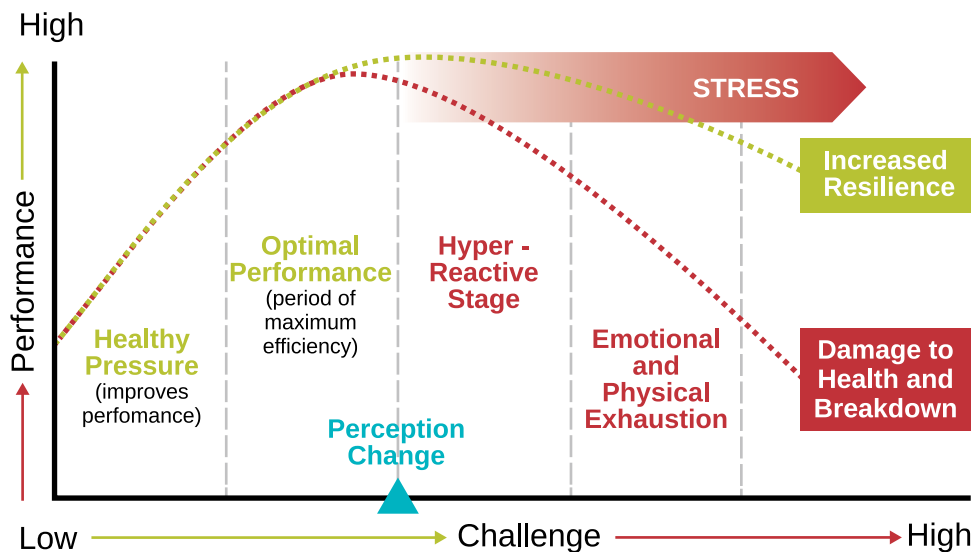 High
STRESS
Increased
Resilience
Performance
Optimal
Performance
(period of
maximum
efficiency)
Hyper -
Reactive
Stage
Healthy
Pressure
(improves
perfomance)
Emotional
and
Physical
Exhaustion
Damage to
Health and
Breakdown
Perception
Change
Low
Challenge
High